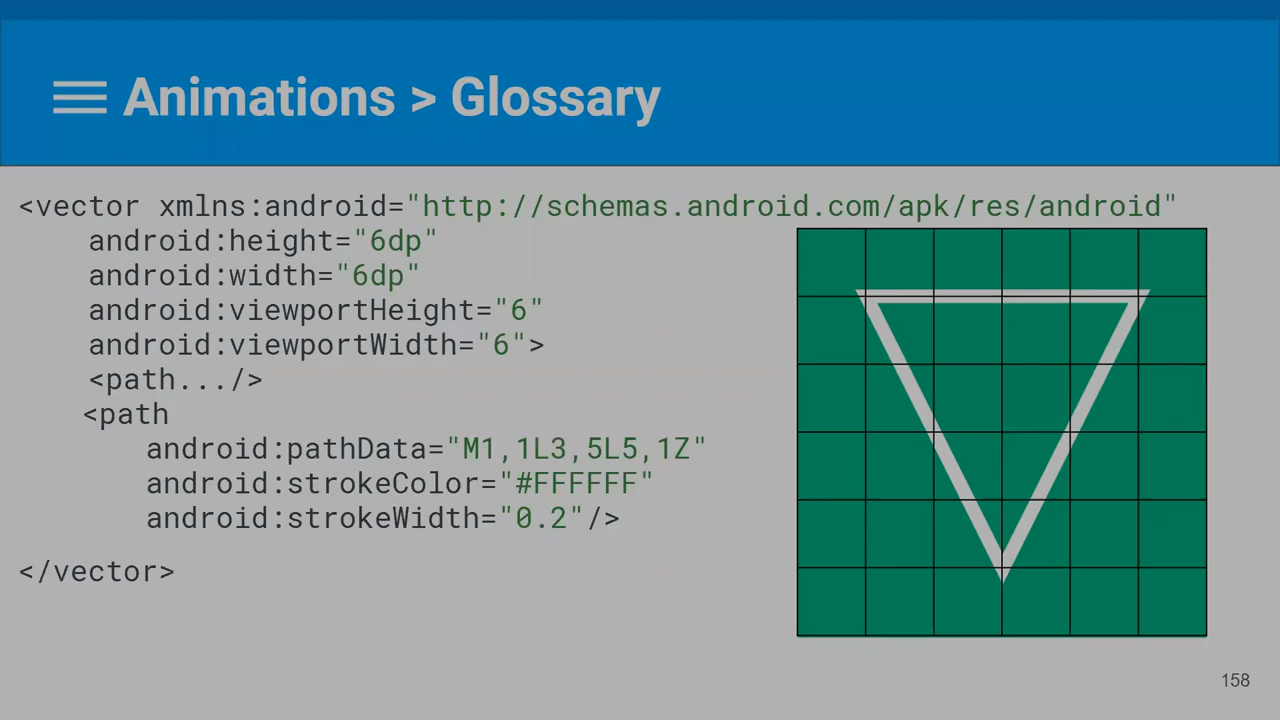 Animations > Glossary
<vector xmlns:android="http://schemas.android.com/apk/res/android"
android:height="6dp"
android:width="6dp"
android:viewportHeight="6"
android:viewportWidth="6">
<path.../>
<path
android:pathData="M1,1L3,5L5,1Z"
android:strokeColor="#FFFFFF"
android:strokeWidth="0.2"/>
</vector>
158